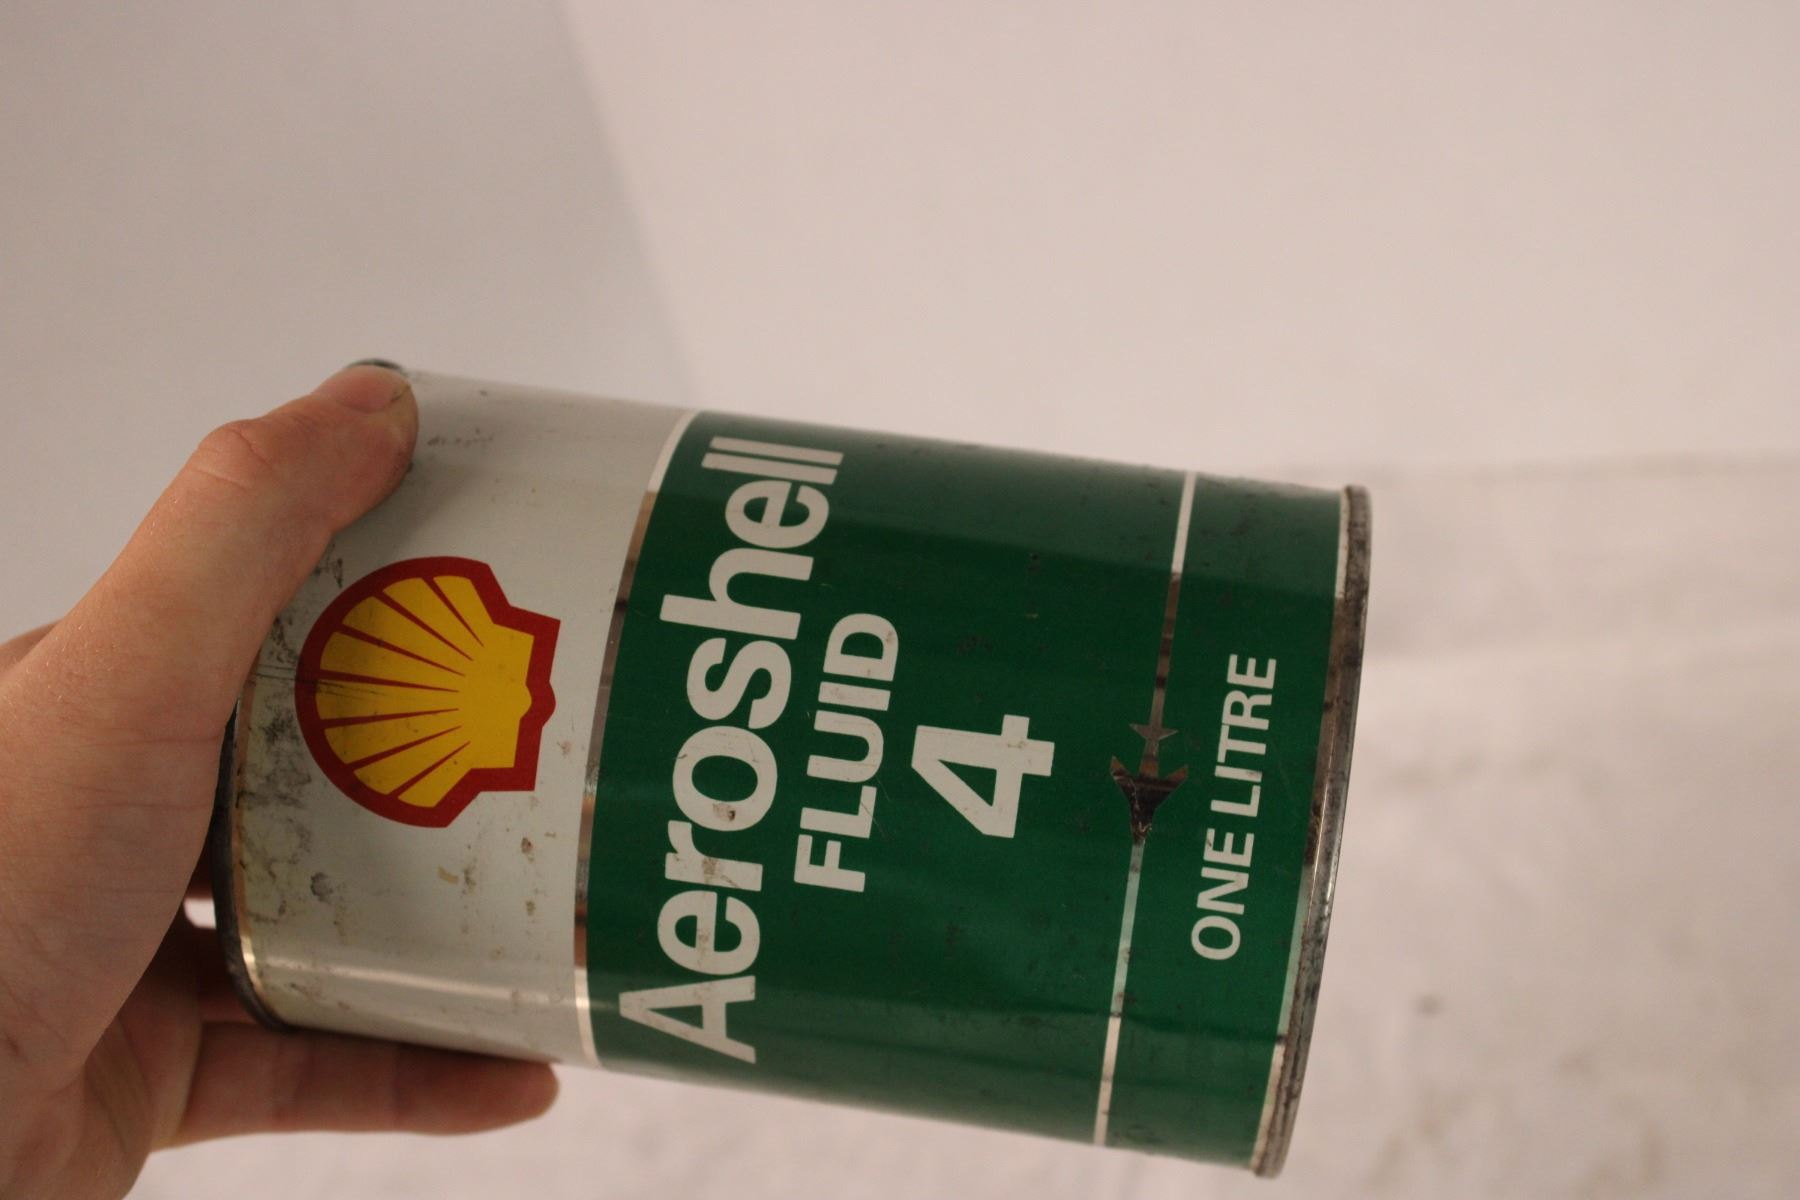 Aeroshell
FLUID
4
ONE LITRE